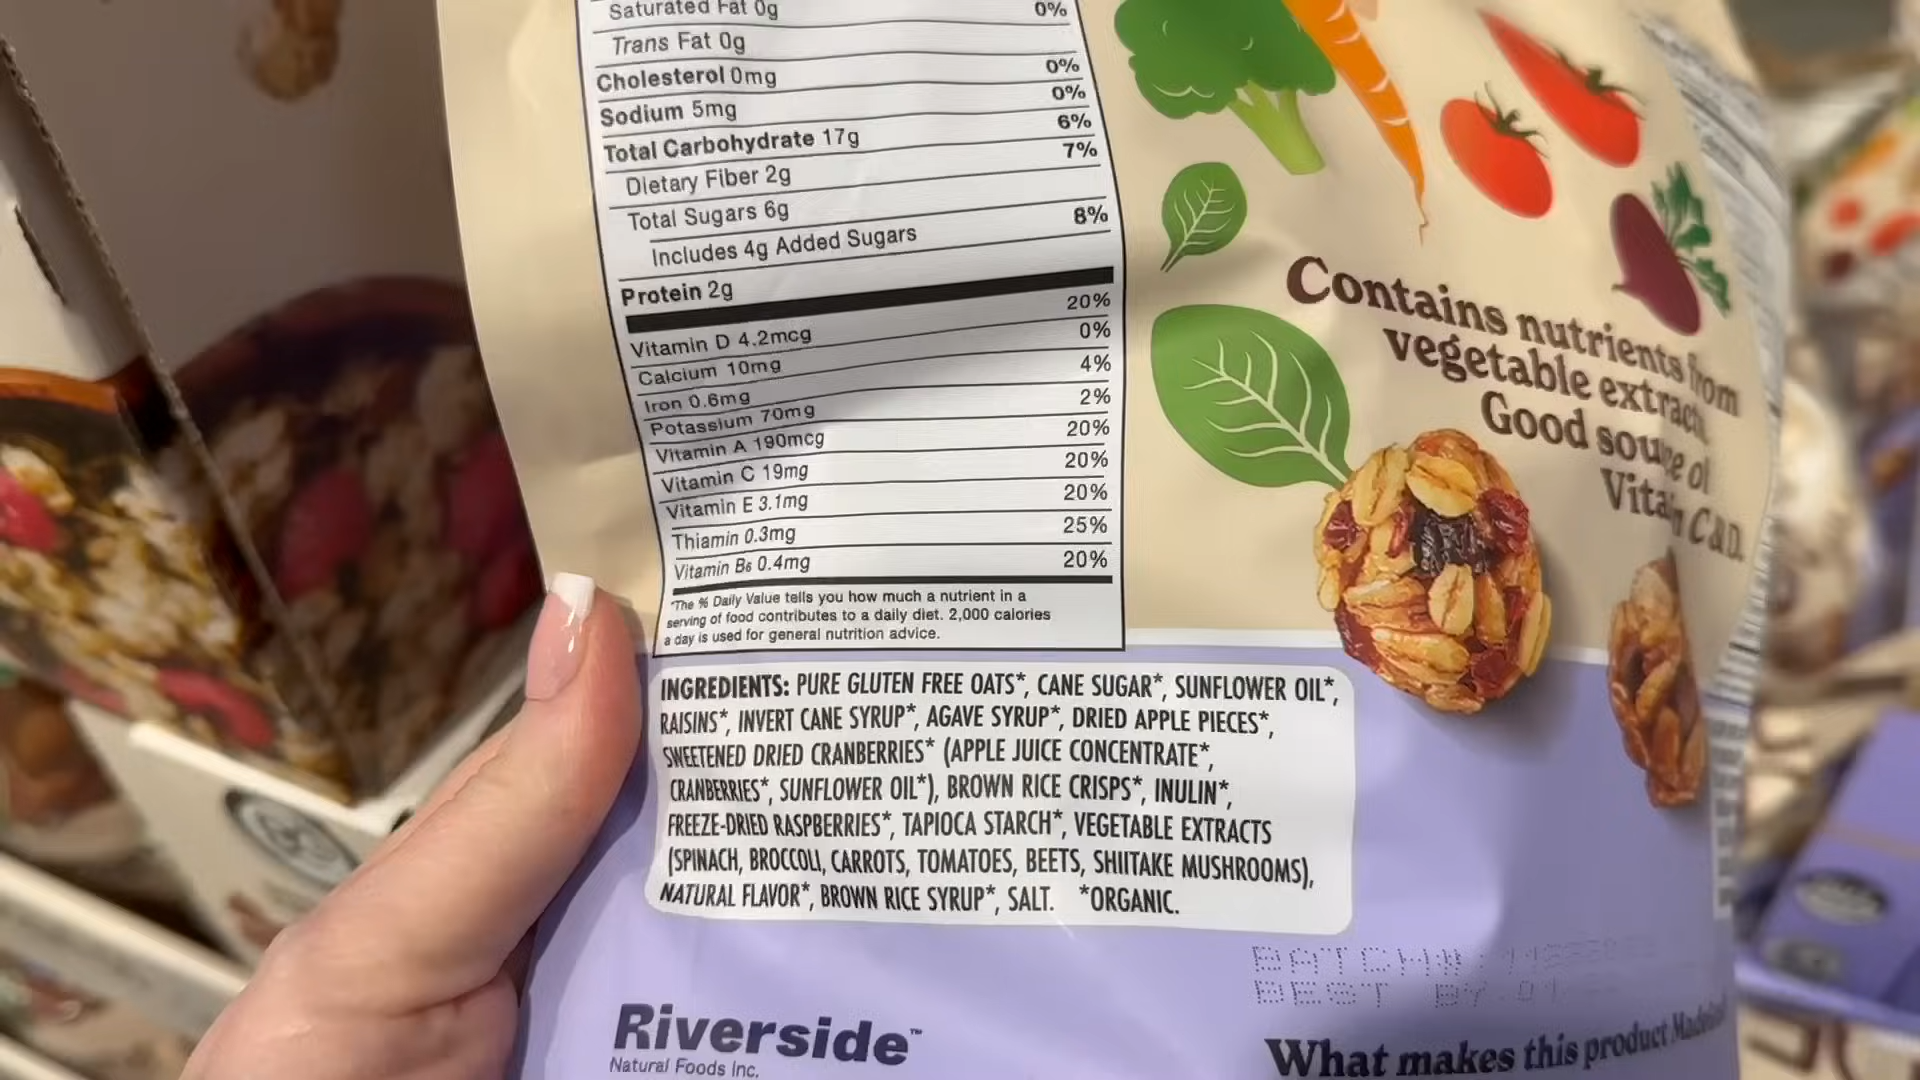 Saturated Fat 0g 0%
Trans Fat 0g
Cholesterol 0mg 0%
Sodium 5mg 0%
Total Carbohydrate 17g 6%
Dietary Fiber 2g 7%
Total Sugars 6g
Includes 4g Added Sugars 8%
Protein 2g
Vitamin D 4.2mcg 20%
Calcium 10mg 0%
Iron 0.6mg 4%
Potassium 70mg 2%
Vitamin A 190mcg 20%
Vitamin C 19mg 20%
Vitamin E 3.1mg 20%
Thiamin 0.3mg 25%
Vitamin B6 0.4mg 20%
*The % Daily Value tells you how much a nutrient in a
serving of food contributes to a daily diet. 2,000 calories
a day is used for general nutrition advice.
Contains nutrients from
vegetable extract
Good source of
C & D.
INGREDIENTS: PURE GLUTEN FREE OATS*, CANE SUGAR*, SUNFLOWER OIL*,
RAISINS*, INVERT CANE SYRUP*, AGAVE SYRUP*, DRIED APPLE PIECES*,
SWEETENED DRIED CRANBERRIES* (APPLE JUICE CONCENTRATE*,
CRANBERRIES*, SUNFLOWER OIL*), BROWN RICE CRISPS*, INULIN*,
FREEZE-DRIED RASPBERRIES*, TAPIOCA STARCH*, VEGETABLE EXTRACTS
(SPINACH, BROCCOLI, CARROTS, TOMATOES, BEETS, SHIITAKE MUSHROOMS),
NATURAL FLAVOR*, BROWN RICE SYRUP*, SALT. *ORGANIC.
BATCH#
BEST BY 01
Riverside™
Natural Foods Inc.
What makes this product